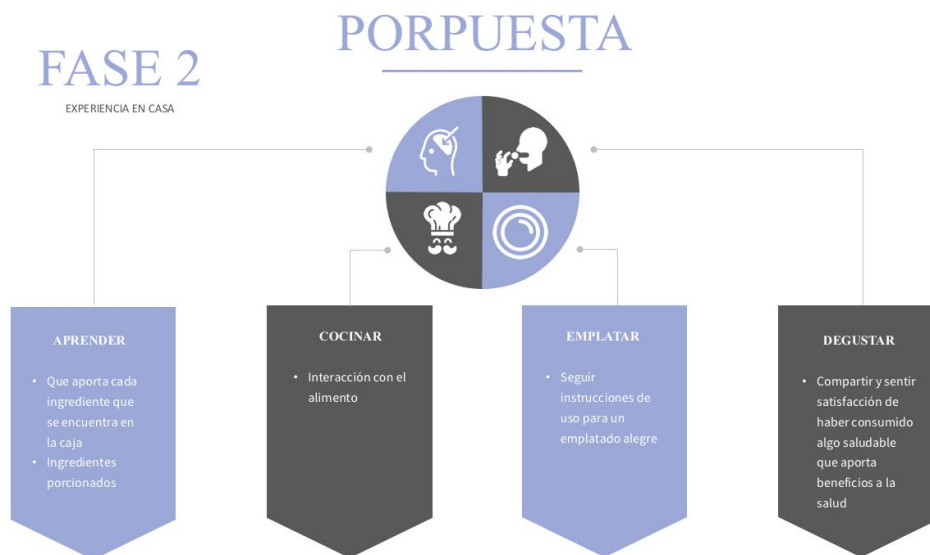 PORPUESTA
FASE 2
EXPERIENCIA EN CASA
APRENDER
• Que aporta cada
ingrediente que
se encuentra en
la caja
• Ingredientes
porcionados
COCINAR
• Interacción con el
alimento
EMPLATAR
• Seguir
instrucciones de
uso para un
emplatado alegre
DEGUSTAR
• Compartir y sentir
satisfacción de
haber consumido
algo saludable
que aporta
beneficios a la
salud